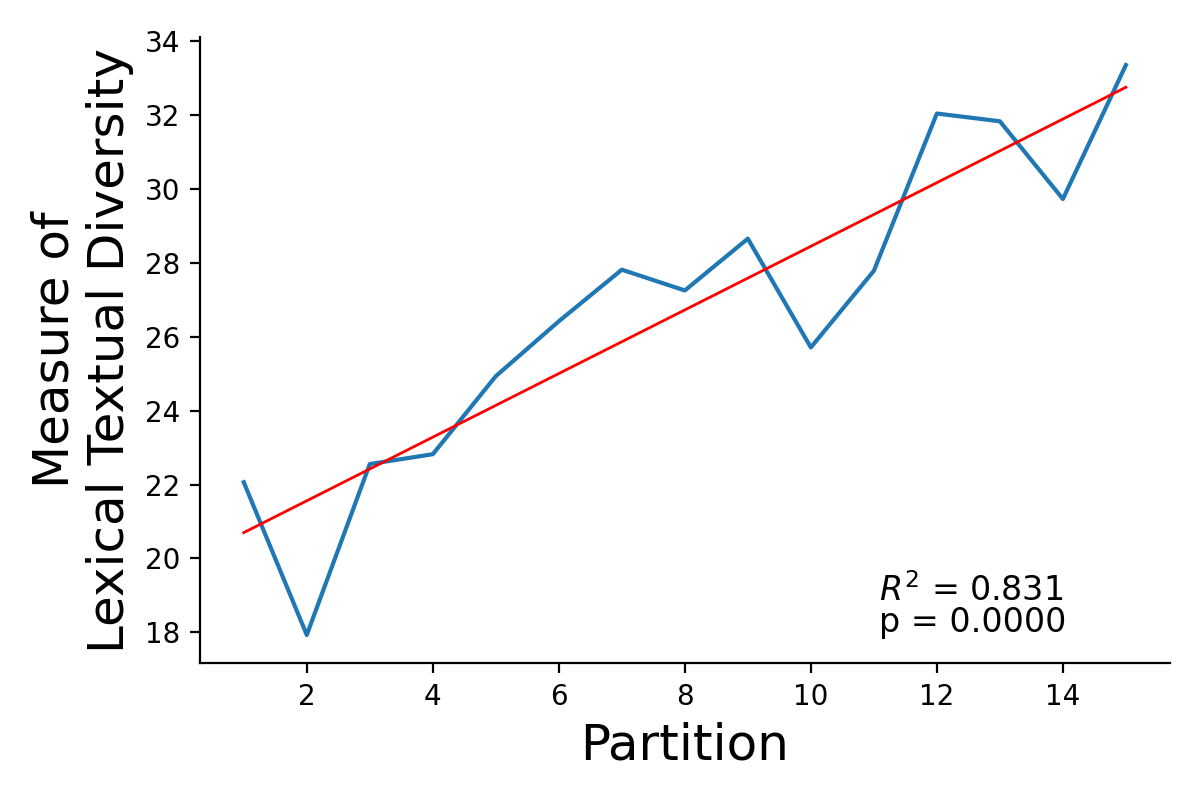 Measure of
Lexical Textual Diversity
34
32
30
28
26
24
22
20
18
R² = 0.831
p = 0.0000
2 4 6 8 10 12 14
Partition